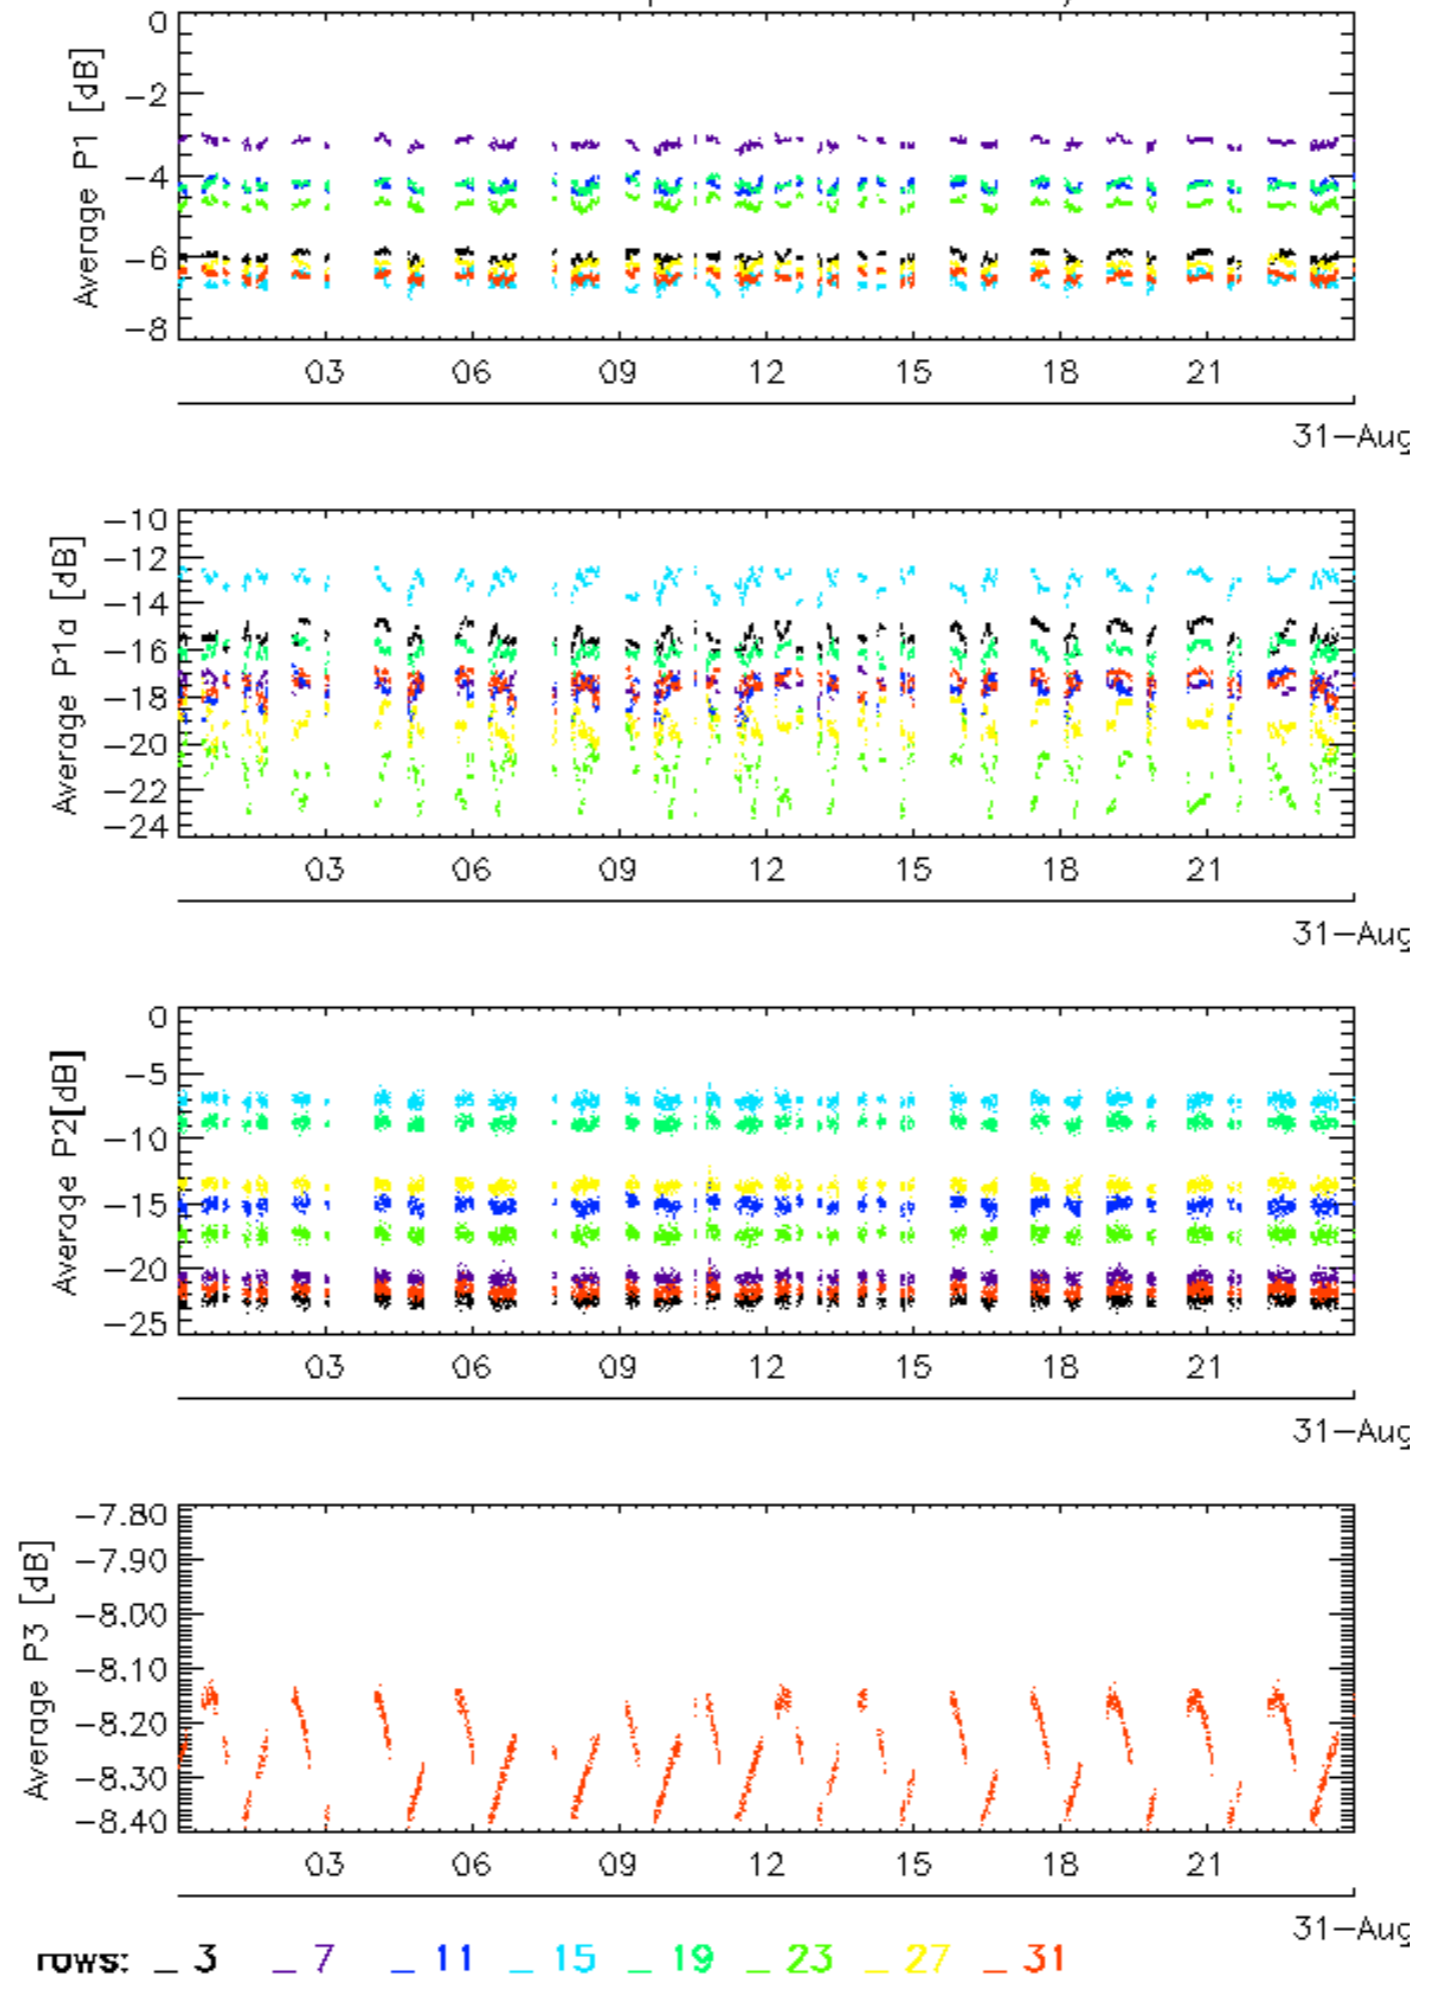 Average P1 [dB]
0
−2
−4
−6
−8
03 06 09 12 15 18 21
31−Aug
Average P1a [dB]
−10
−12
−14
−16
−18
−20
−22
−24
03 06 09 12 15 18 21
31−Aug
Average P2[dB]
0
−5
−10
−15
−20
−25
03 06 09 12 15 18 21
31−Aug
Average P3 [dB]
−7.80
−7.90
−8.00
−8.10
−8.20
−8.30
−8.40
03 06 09 12 15 18 21
31−Aug
rows: _ 3 _ 7 _ 11 _ 15 _ 19 _ 23 _ 27 _ 31